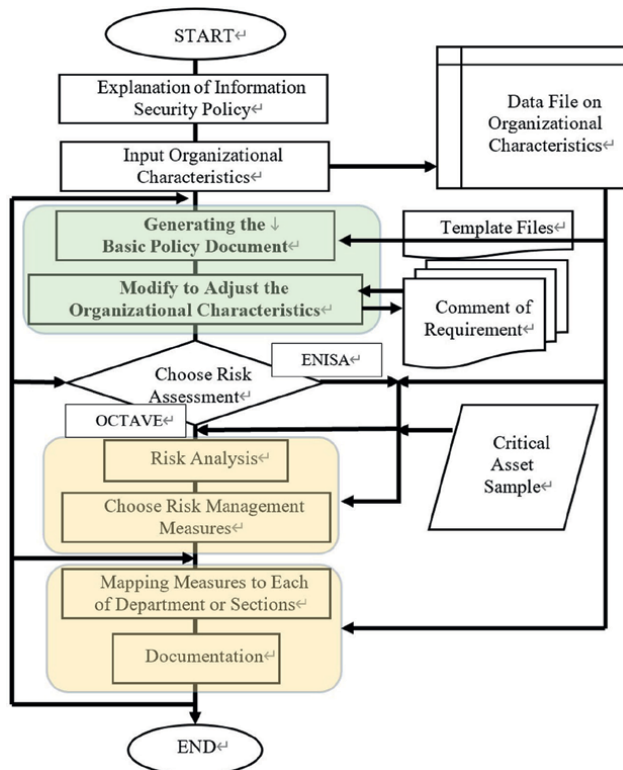 START↵
Explanation of Information
Security Policy↵
Data File on
Organizational
Characteristics↵
Input Organizational
Characteristics↵
Generating the ↓
Basic Policy Document↵
Template Files↵
Modify to Adjust the
Organizational Characteristics↵
Comment of
Requirement↵
ENISA↵
Choose Risk
Assessment↵
OCTAVE↵
Risk Analysis↵
Critical
Asset
Sample↵
Choose Risk Management
Measures↵
Mapping Measures to Each
of Department or Sections↵
Documentation↵
END↵